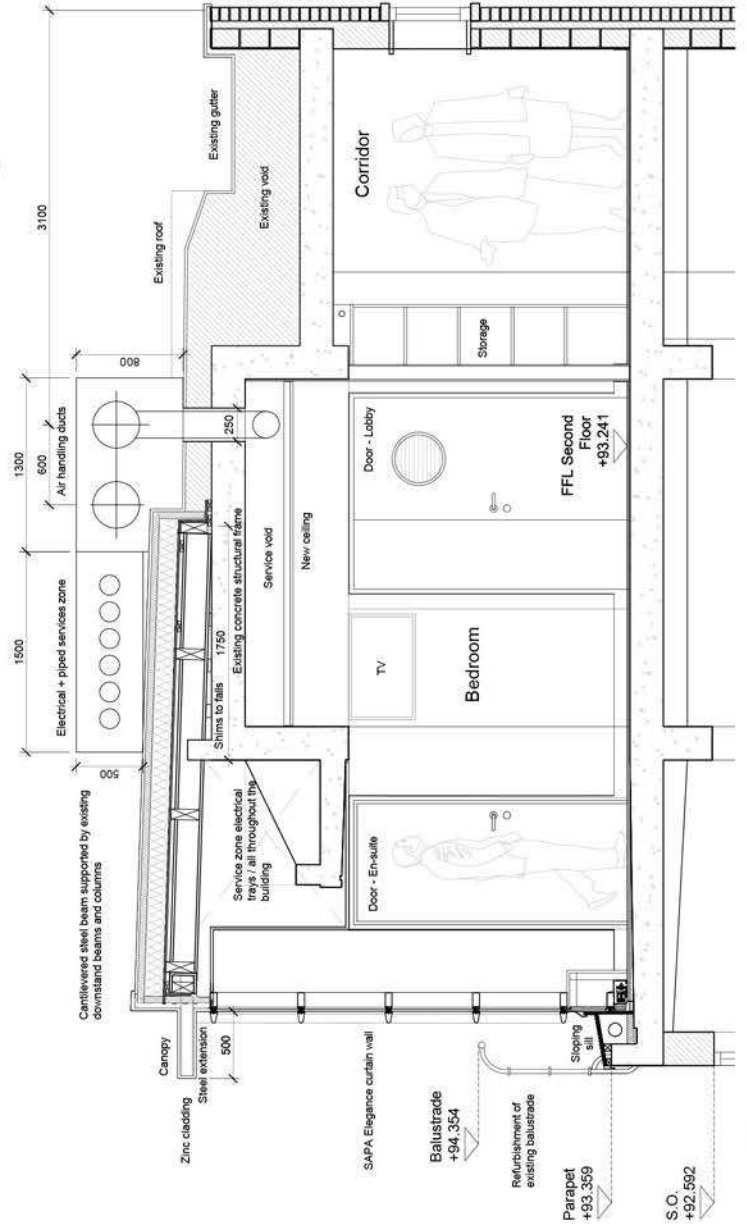 3100
Existing gutter
Existing roof
Existing void
Corridor
800
1300
600
Air handling ducts
250
Storage
1500
Electrical + piped services zone
Existing concrete structural frame
Service void
New ceiling
Door - Lobby
FFL Second
Floor
+93.241
1750
Shims to falls
TV
Bedroom
500
Cantilevered steel beam supported by existing
downstand beams and columns
Service zone electrical
trays / all throughout the
building
Door - En-suite
Canopy
Zinc cladding
Steel extension
500
SAPA Elegance curtain wall
Sloping
sill
Balustrade
+94.354
Refurbishment of
existing balustrade
Parapet
+93.359
S.O.
+92.592